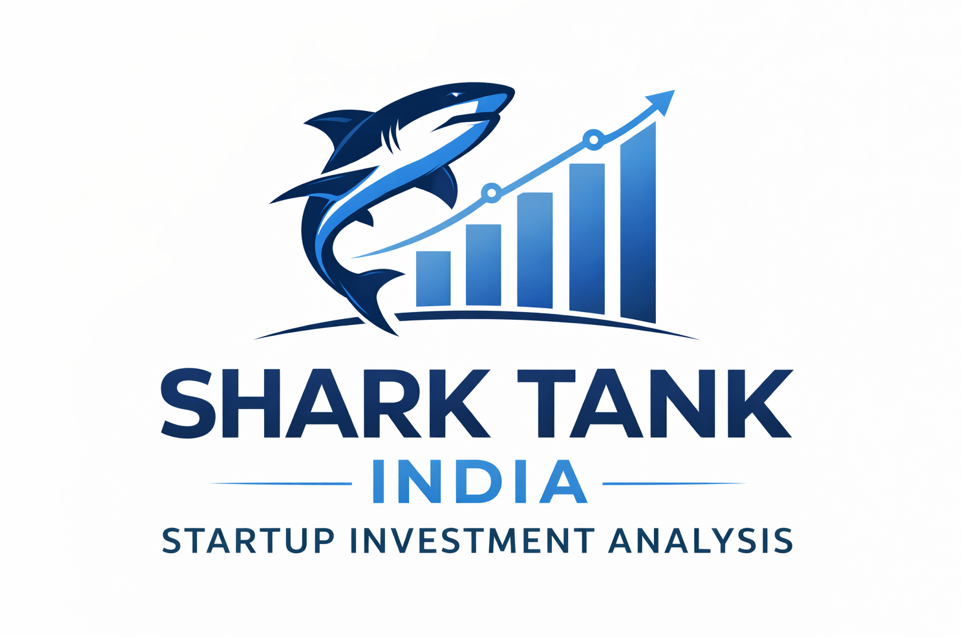 SHARK TANK
INDIA
STARTUP INVESTMENT ANALYSIS